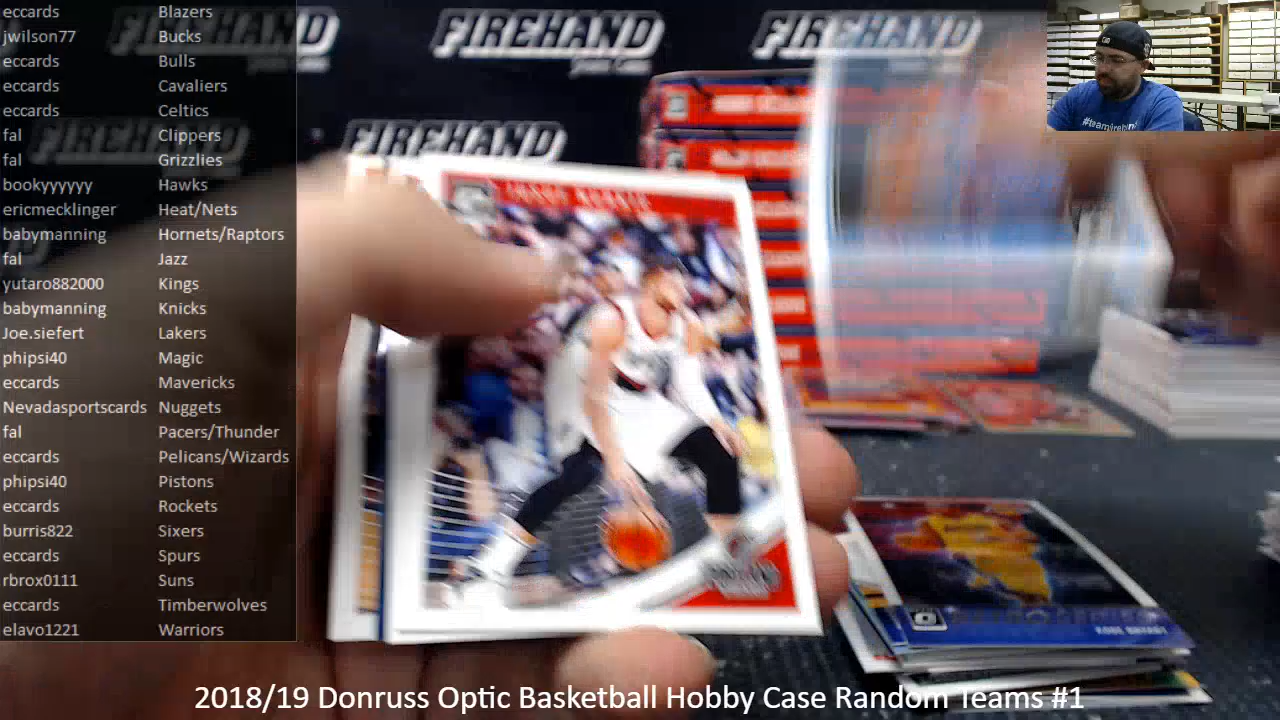 eccards Blazers
jwilson77 Bucks
eccards Bulls
eccards Cavaliers
eccards Celtics
fal Clippers
fal Grizzlies
bookyyyyyy Hawks
ericmecklinger Heat/Nets
babymanning Hornets/Raptors
fal Jazz
yutaro882000 Kings
babymanning Knicks
Joe.siefert Lakers
phipsi40 Magic
eccards Mavericks
Nevadasportscards Nuggets
fal Pacers/Thunder
eccards Pelicans/Wizards
phipsi40 Pistons
eccards Rockets
burris822 Sixers
eccards Spurs
rbrox0111 Suns
eccards Timberwolves
elavo1221 Warriors
FIREHAND
FIREHAND
FIREHAND
FIREHAND
FIREHAND
KOBE BRYANT
2018/19 Donruss Optic Basketball Hobby Case Random Teams #1